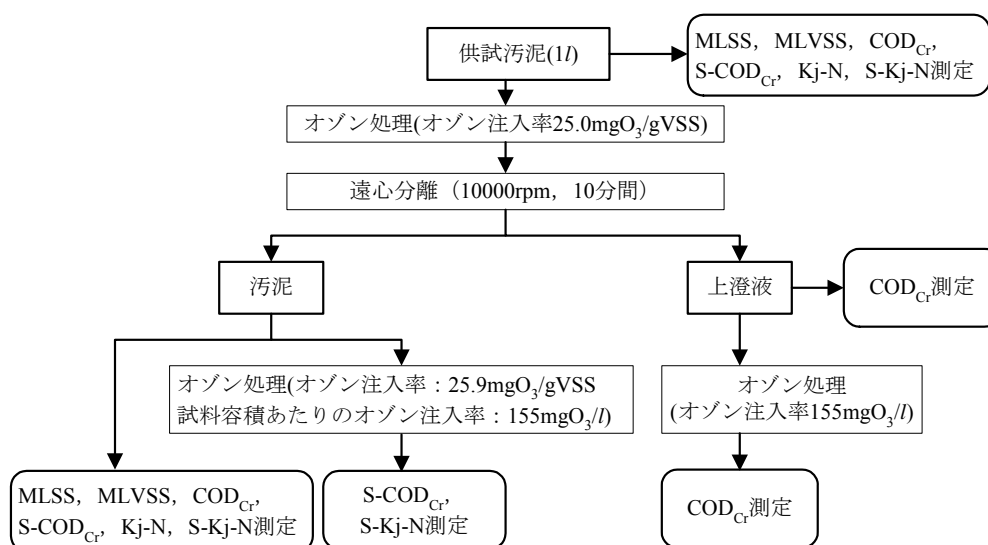 供試汚泥(1l)
MLSS，MLVSS，CODCr，
S-CODCr，Kj-N，S-Kj-N測定
オゾン処理(オゾン注入率25.0mgO3/gVSS)
遠心分離（10000rpm，10分間）
汚泥
上澄液
CODCr測定
オゾン処理(オゾン注入率：25.9mgO3/gVSS
試料容積あたりのオゾン注入率：155mgO3/l)
オゾン処理
(オゾン注入率155mgO3/l)
MLSS，MLVSS，CODCr，
S-CODCr，Kj-N，S-Kj-N測定
S-CODCr，
S-Kj-N測定
CODCr測定